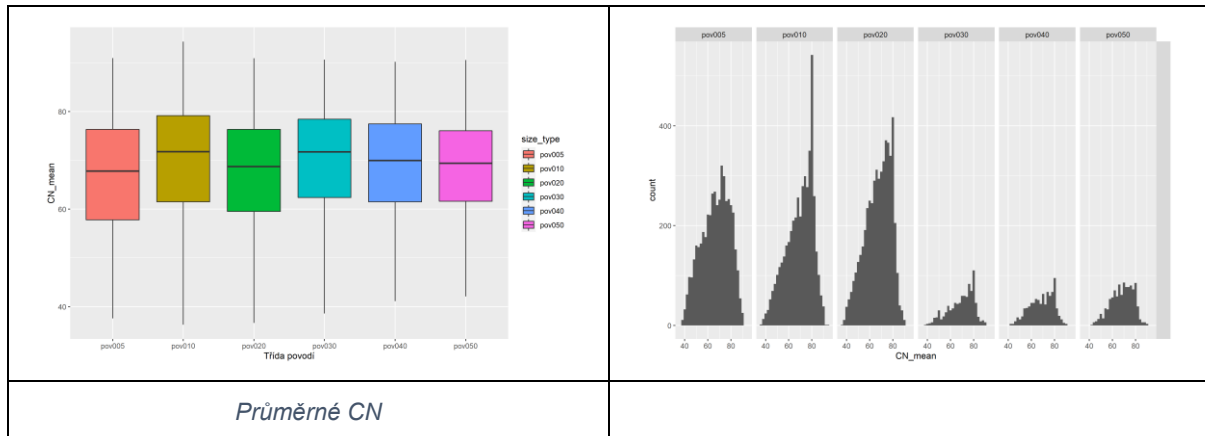 80
60
40
CN_mean
pov005 pov010 pov020 pov030 pov040 pov050
Třída povodí
size_type
pov005
pov010
pov020
pov030
pov040
pov050
pov005 pov010 pov020 pov030 pov040 pov050
400
200
0
count
40 60 80 40 60 80 40 60 80 40 60 80 40 60 80 40 60 80
CN_mean
Průměrné CN